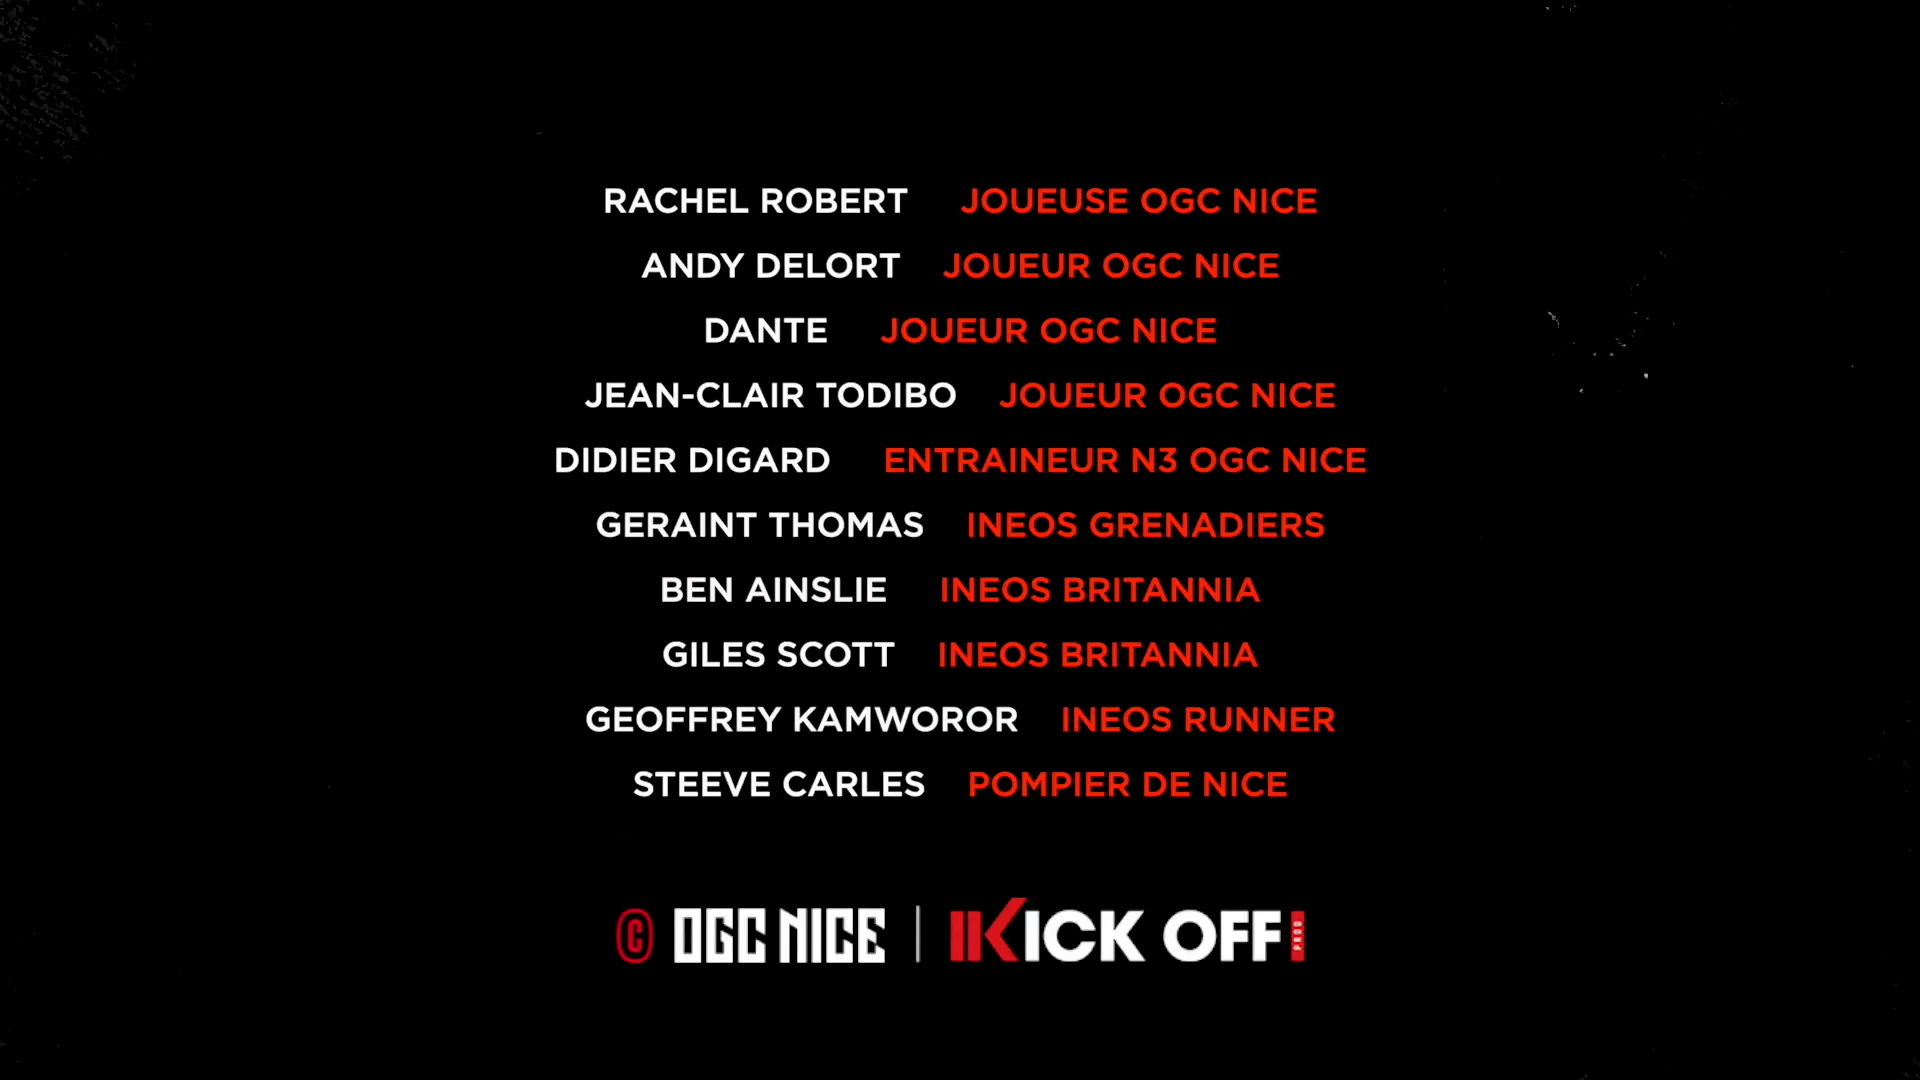 RACHEL ROBERT JOUEUSE OGC NICE
ANDY DELORT JOUEUR OGC NICE
DANTE JOUEUR OGC NICE
JEAN-CLAIR TODIBO JOUEUR OGC NICE
DIDIER DIGARD ENTRAINEUR N3 OGC NICE
GERAINT THOMAS INEOS GRENADIERS
BEN AINSLIE INEOS BRITANNIA
GILES SCOTT INEOS BRITANNIA
GEOFFREY KAMWOROR INEOS RUNNER
STEEVE CARLES POMPIER DE NICE
© OGC NICE | KICK OFF! PROD